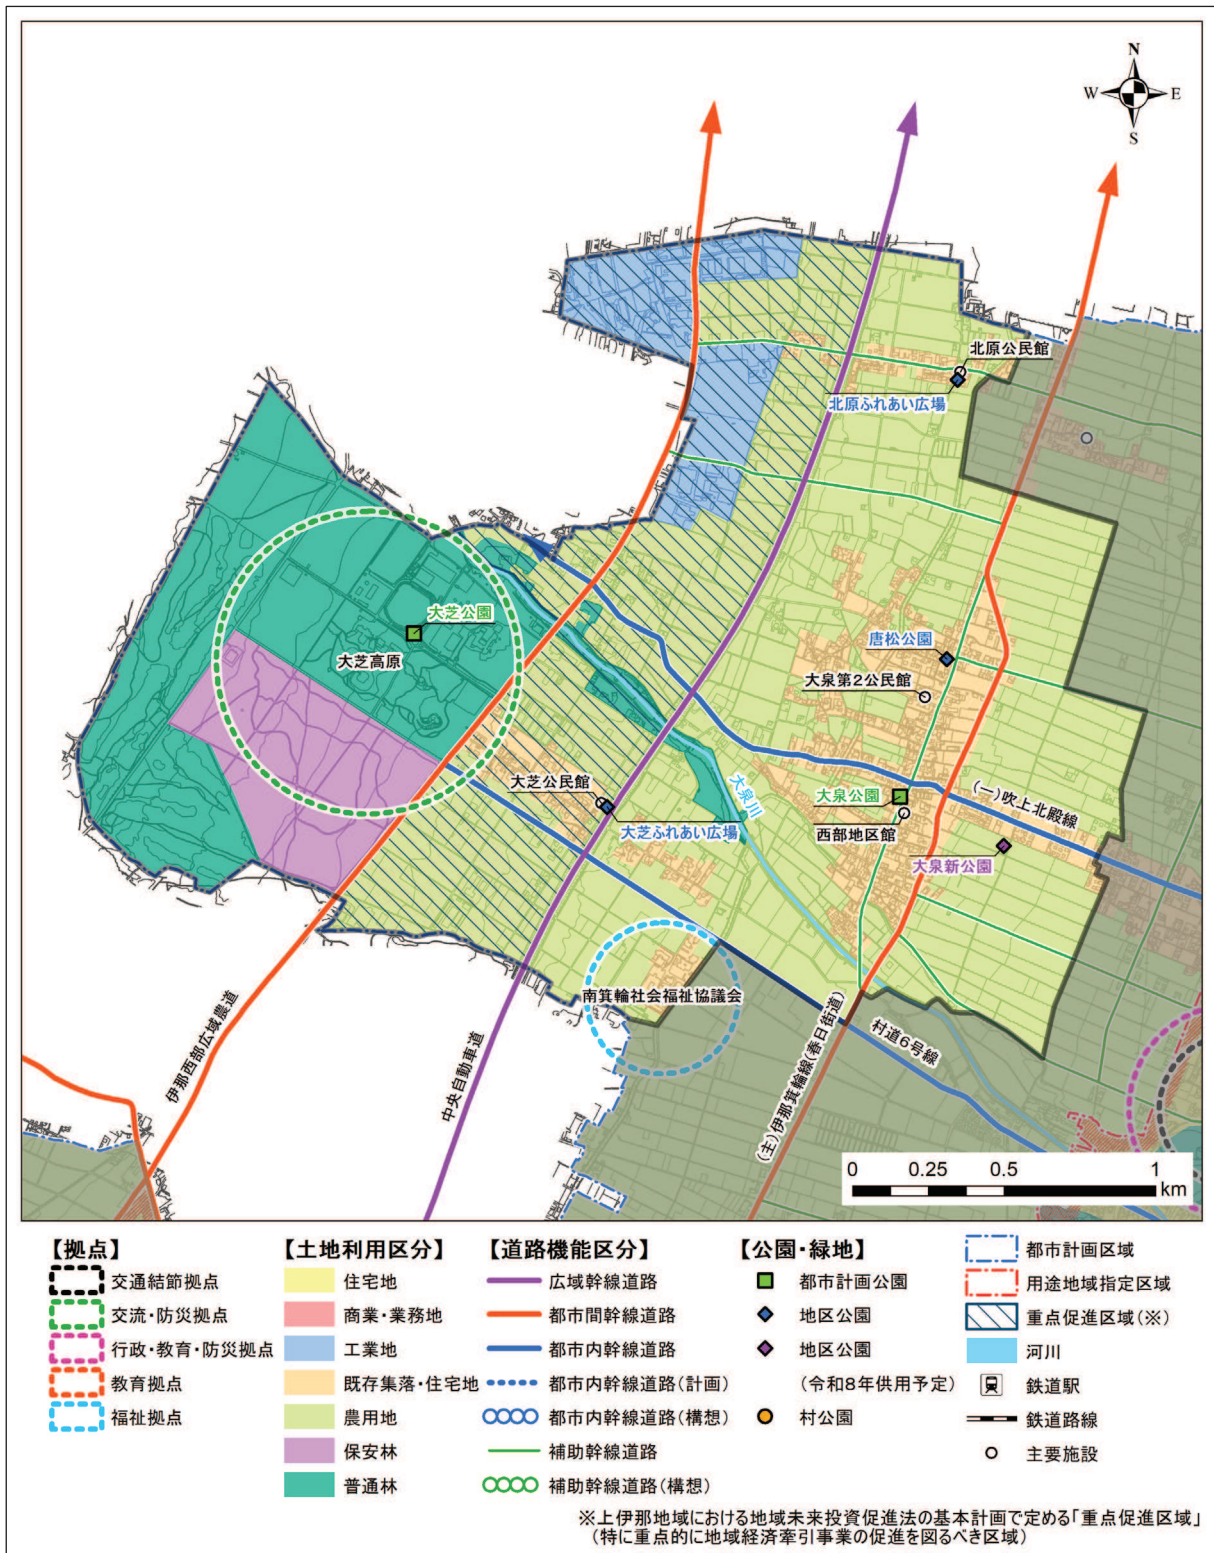 N
W
E
S
北原公民館
北原ふれあい広場
大芝公園
大芝高原
唐松公園
大泉第2公民館
大芝公民館
大芝ふれあい広場
大泉川
大泉公園
西部地区館
(一)吹上北殿線
大泉新公園
南箕輪社会福祉協議会
伊那西部広域農道
中央自動車道
(主)伊那箕輪線(春日街道)
村道6号線
0 0.25 0.5 1
km
【拠点】
交通結節拠点
交流・防災拠点
行政・教育・防災拠点
教育拠点
福祉拠点
【土地利用区分】
住宅地
商業・業務地
工業地
既存集落・住宅地
農用地
保安林
普通林
【道路機能区分】
広域幹線道路
都市間幹線道路
都市内幹線道路
都市内幹線道路(計画)
都市内幹線道路(構想)
補助幹線道路
補助幹線道路(構想)
【公園・緑地】
都市計画公園
地区公園
地区公園
(令和8年供用予定)
村公園
都市計画区域
用途地域指定区域
重点促進区域(※)
河川
鉄道駅
鉄道路線
主要施設
※上伊那地域における地域未来投資促進法の基本計画で定める「重点促進区域」
(特に重点的に地域経済牽引事業の促進を図るべき区域)